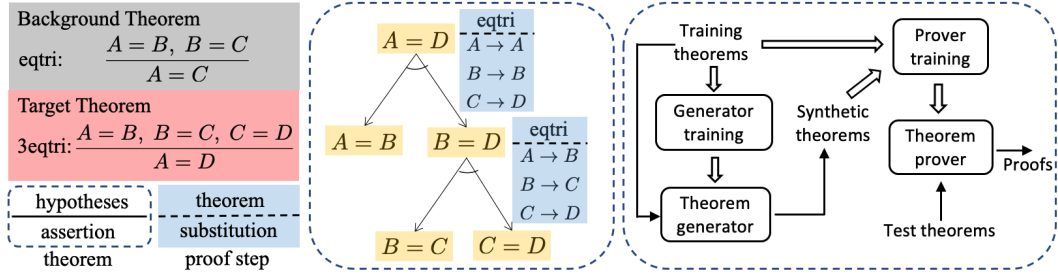 Background Theorem
eqtri:
A = B, B = C
A = C
Target Theorem
3eqtri:
A = B, B = C, C = D
A = D
hypotheses
assertion
theorem
theorem
substitution
proof step
A = D
eqtri
A → A
B → B
C → D
A = B
B = D
eqtri
A → B
B → C
C → D
B = C
C = D
Training
theorems
Prover
training
Generator
training
Synthetic
theorems
Theorem
prover
Proofs
Theorem
generator
Test theorems